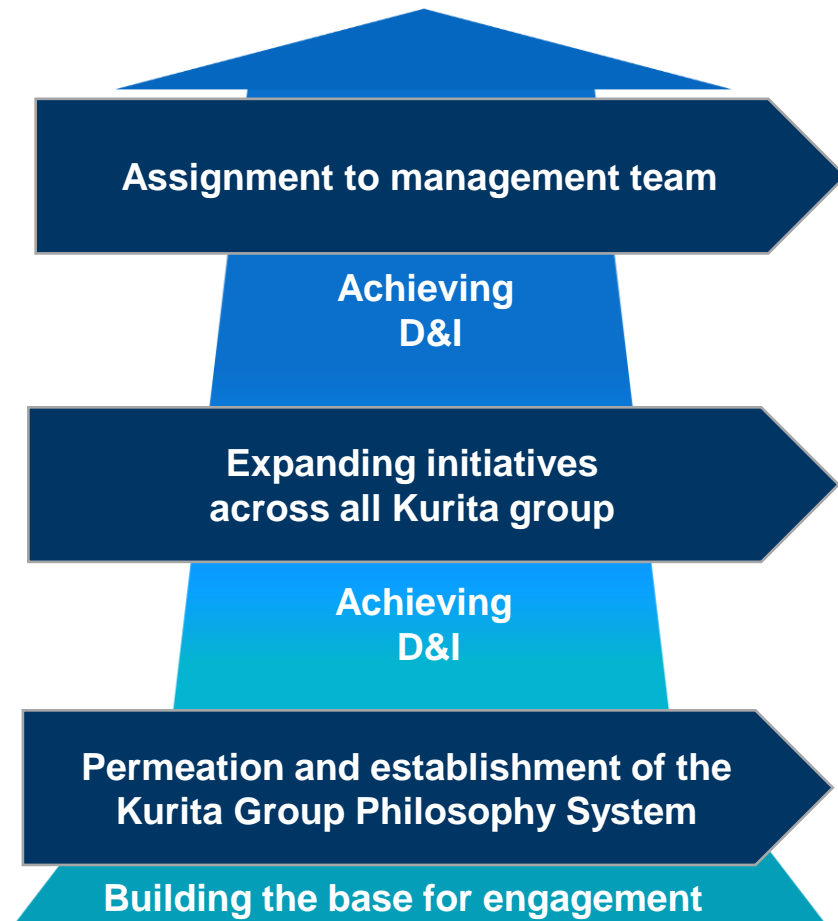 Assignment to management team
Achieving
D&I
Expanding initiatives
across all Kurita group
Achieving
D&I
Permeation and establishment of the
Kurita Group Philosophy System
Building the base for engagement